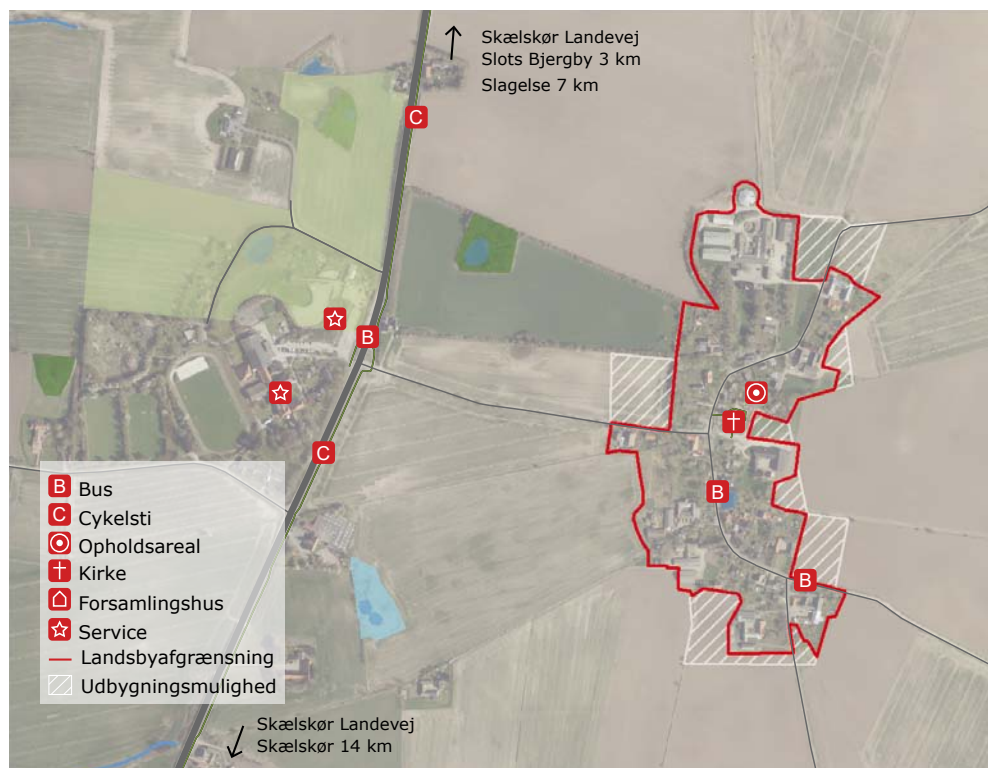 Skælskør Landevej
Slots Bjergby 3 km
Slagelse 7 km
C
B
C
B
B
B Bus
C Cykelsti
Opholdsareal
Kirke
Forsamlingshus
Service
Landsbyafgrænsning
Udbygningsmulighed
Skælskør Landevej
Skælskør 14 km